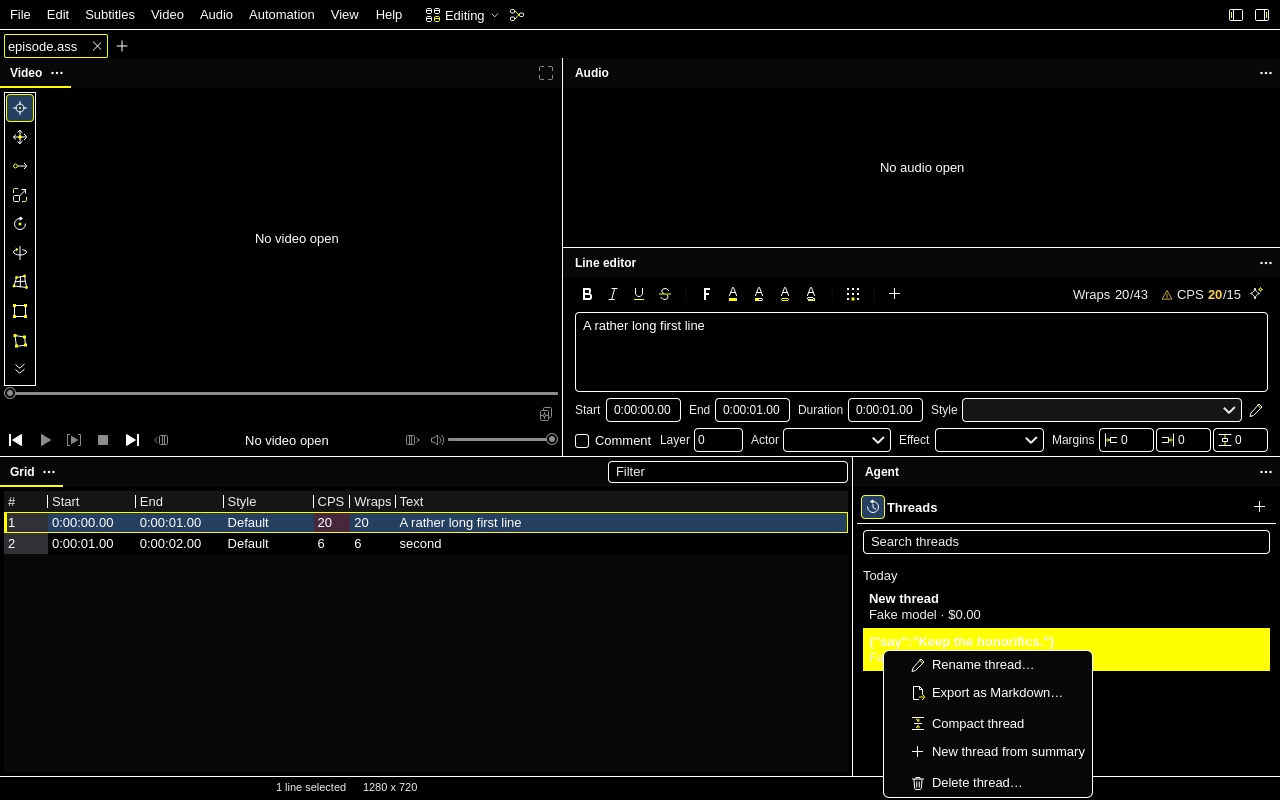 File Edit Subtitles Video Audio Automation View Help Editing
episode.ass
Video
Audio
No video open
No audio open
Line editor
Wraps 20/43 CPS 20/15
A rather long first line
Start 0:00:00.00 End 0:00:01.00 Duration 0:00:01.00 Style
Comment Layer 0 Actor Effect Margins 0 0 0
No video open
Grid
Filter
# Start End Style CPS Wraps Text
1 0:00:00.00 0:00:01.00 Default 20 20 A rather long first line
2 0:00:01.00 0:00:02.00 Default 6 6 second
Agent
Threads
Search threads
Today
New thread
Fake model · $0.00
{"say":"Keep the honorifics."}
Rename thread…
Export as Markdown…
Compact thread
New thread from summary
Delete thread…
1 line selected 1280 x 720